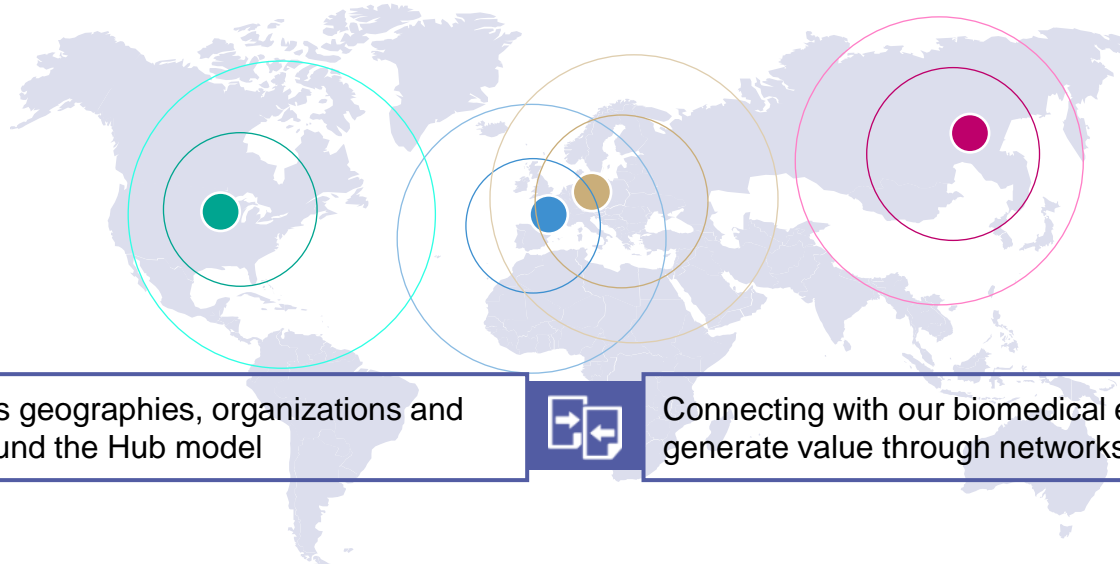 s geographies, organizations and
und the Hub model
Connecting with our biomedical e
generate value through networks